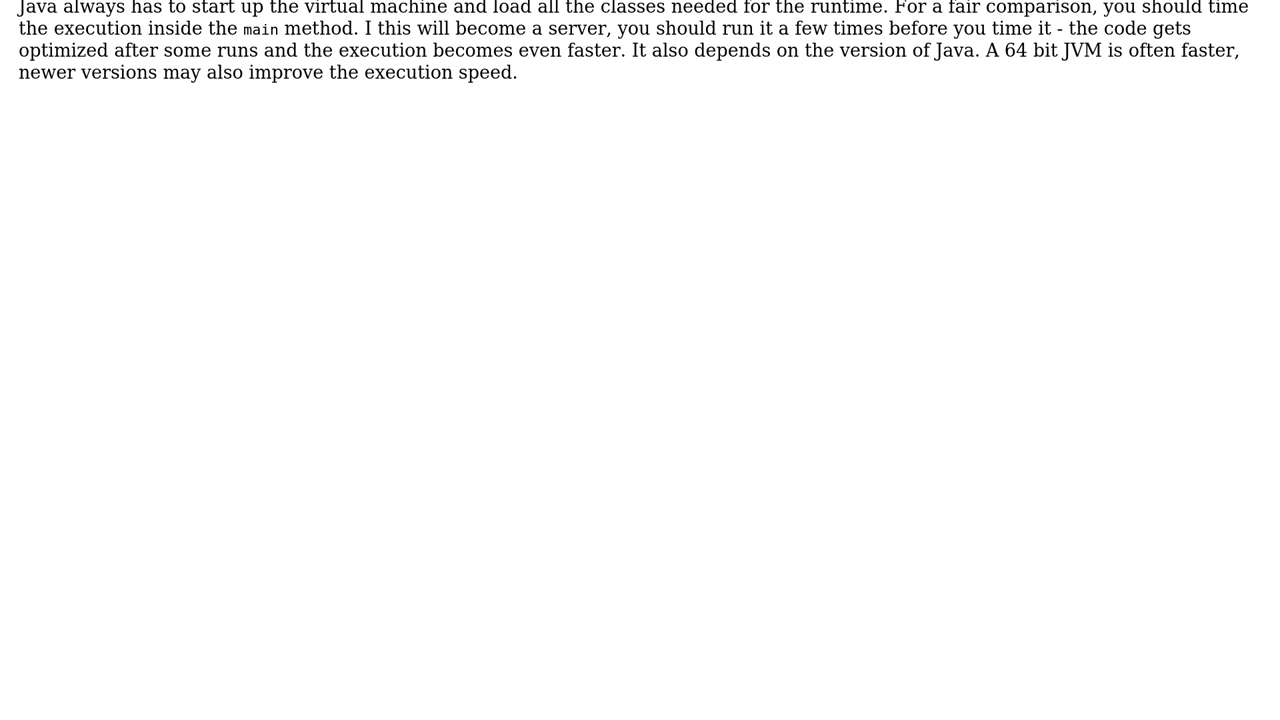 Java always has to start up the virtual machine and load all the classes needed for the runtime. For a fair comparison, you should time
the execution inside the main method. I this will become a server, you should run it a few times before you time it - the code gets
optimized after some runs and the execution becomes even faster. It also depends on the version of Java. A 64 bit JVM is often faster,
newer versions may also improve the execution speed.